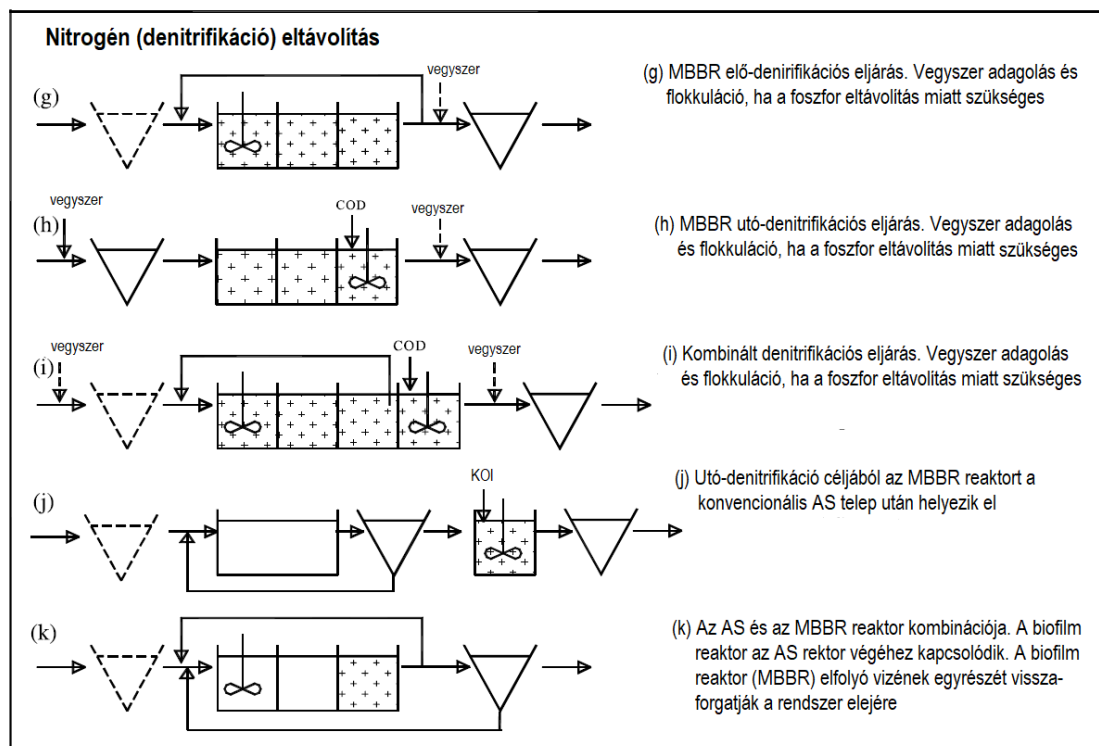 Nitrogén (denitrifikáció) eltávolítás
vegyszer
(g)
(g) MBBR elő-denirifikációs eljárás. Vegyszer adagolás és
flokkuláció, ha a foszfor eltávolítás miatt szükséges
vegyszer
COD
vegyszer
(h)
(h) MBBR utó-denitrifikációs eljárás. Vegyszer adagolás
és flokkuláció, ha a foszfor eltávolítás miatt szükséges
vegyszer
COD
vegyszer
(i)
(i) Kombinált denitrifikációs eljárás. Vegyszer adagolás
és flokkuláció, ha a foszfor eltávolítás miatt szükséges
KOI
(j)
(j) Utó-denitrifikáció céljából az MBBR reaktort a
konvencionális AS telep után helyezik el
(k)
(k) Az AS és az MBBR reaktor kombinációja. A biofilm
reaktor az AS rektor végéhez kapcsolódik. A biofilm
reaktor (MBBR) elfolyó vizének egyrészét vissza-
forgatják a rendszer elejére